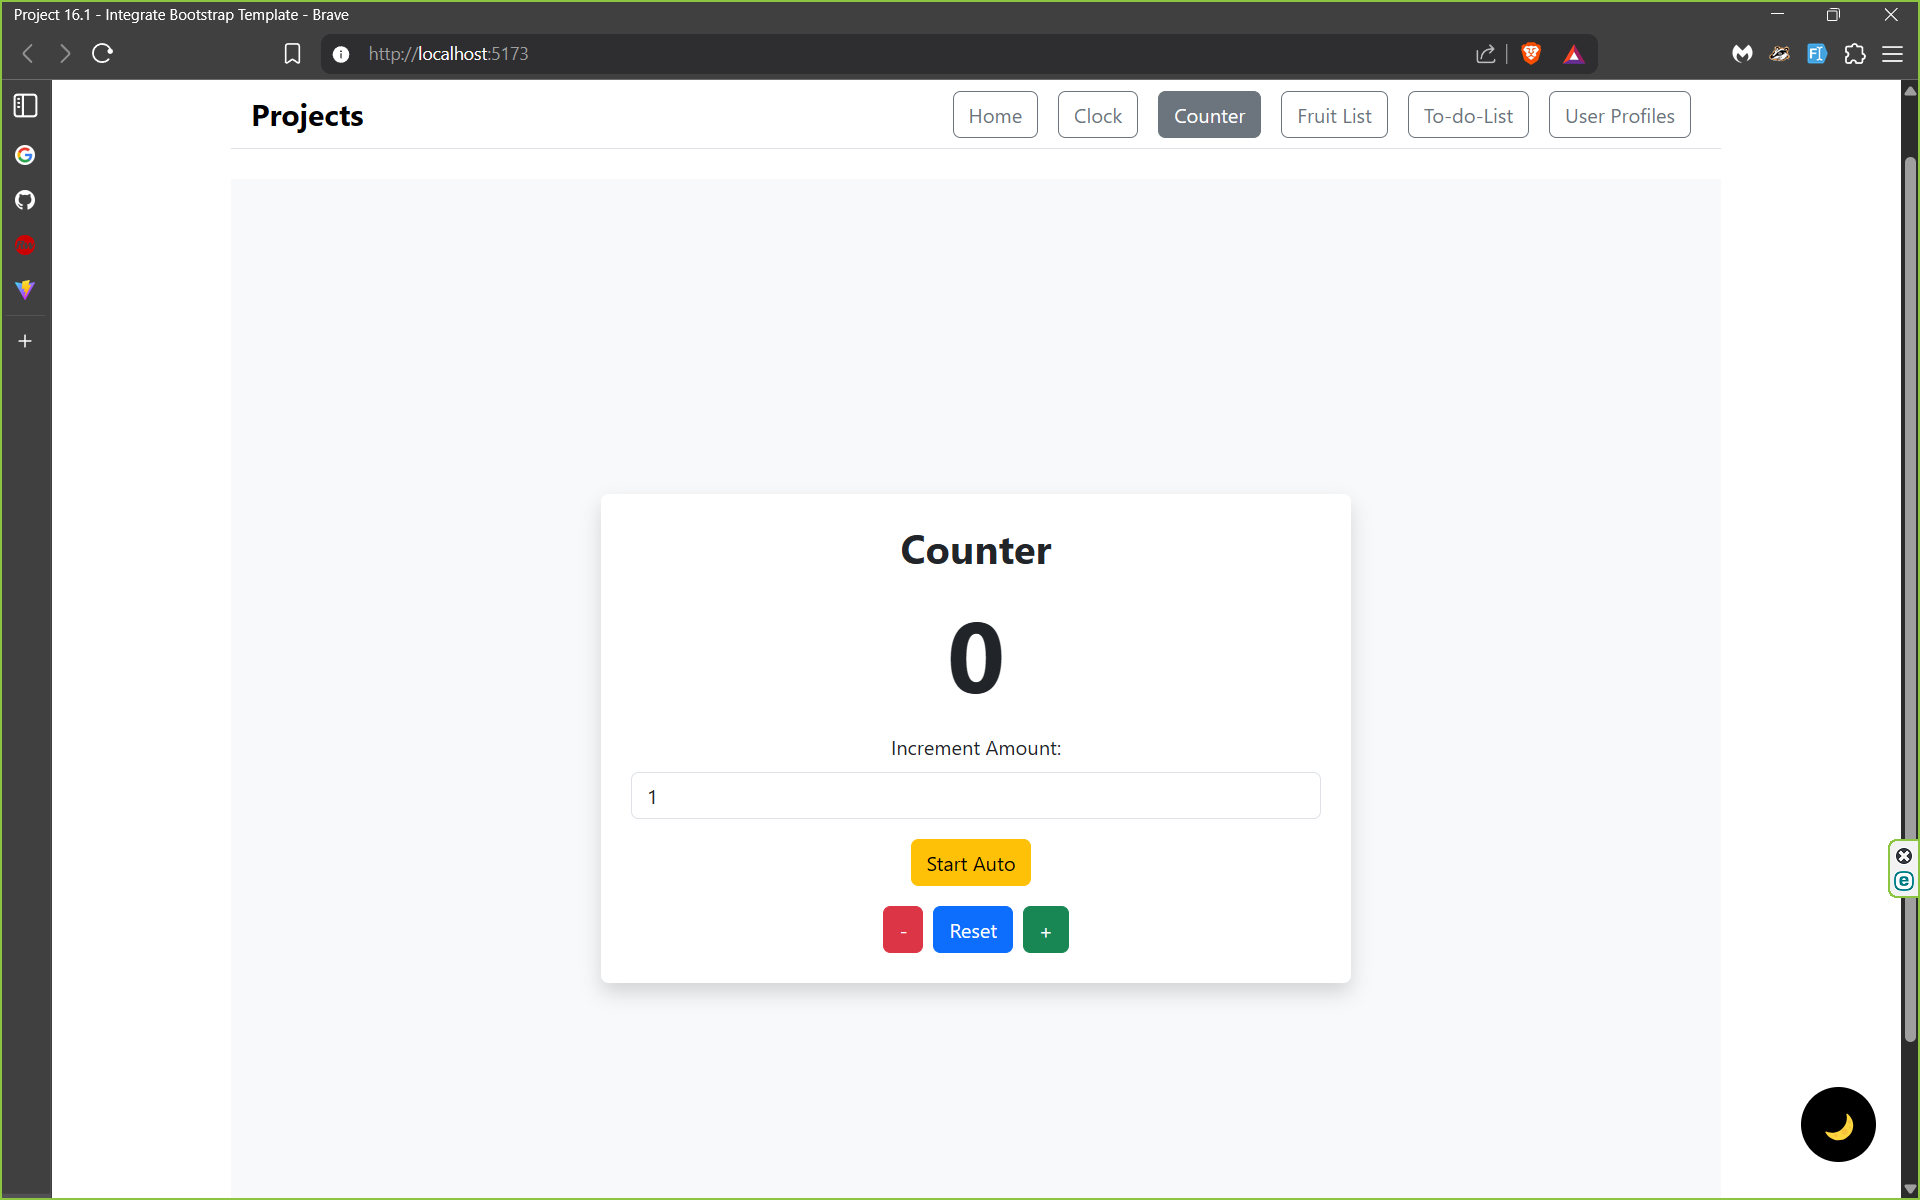 Project 16.1 - Integrate Bootstrap Template - Brave
http://localhost:5173
Projects
Home
Clock
Counter
Fruit List
To-do-List
User Profiles
Counter
0
Increment Amount:
1
Start Auto
-
Reset
+